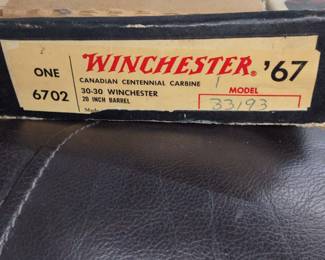 ONE
6702
WINCHESTER. '67
CANADIAN CENTENNIAL CARBINE
30-30 WINCHESTER
20 INCH BARREL
MODEL
33193